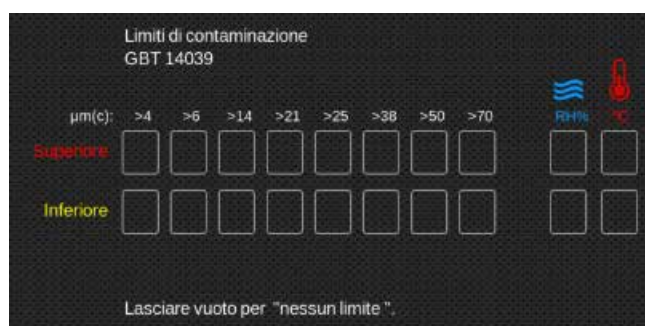 Limiti di contaminazione
GBT 14039
µm(c): >4 >6 >14 >21 >25 >38 >50 >70 RH% °C
Superiore
Inferiore
Lasciare vuoto per "nessun limite ".